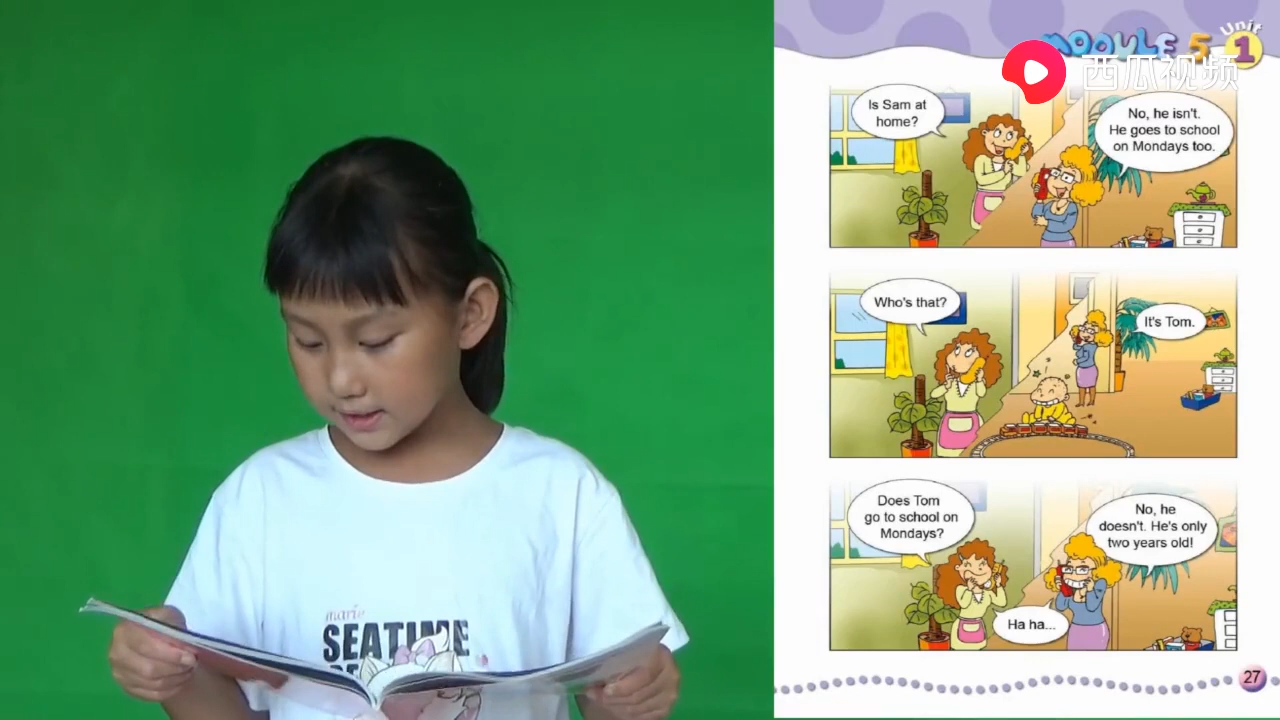 MODULE 5
Unit
1
西瓜视频
Is Sam at
home?
No, he isn't.
He goes to school
on Mondays too.
Who's that?
It's Tom.
Does Tom
go to school on
Mondays?
No, he
doesn't. He's only
two years old!
Ha ha...
27
marie
SEATIME